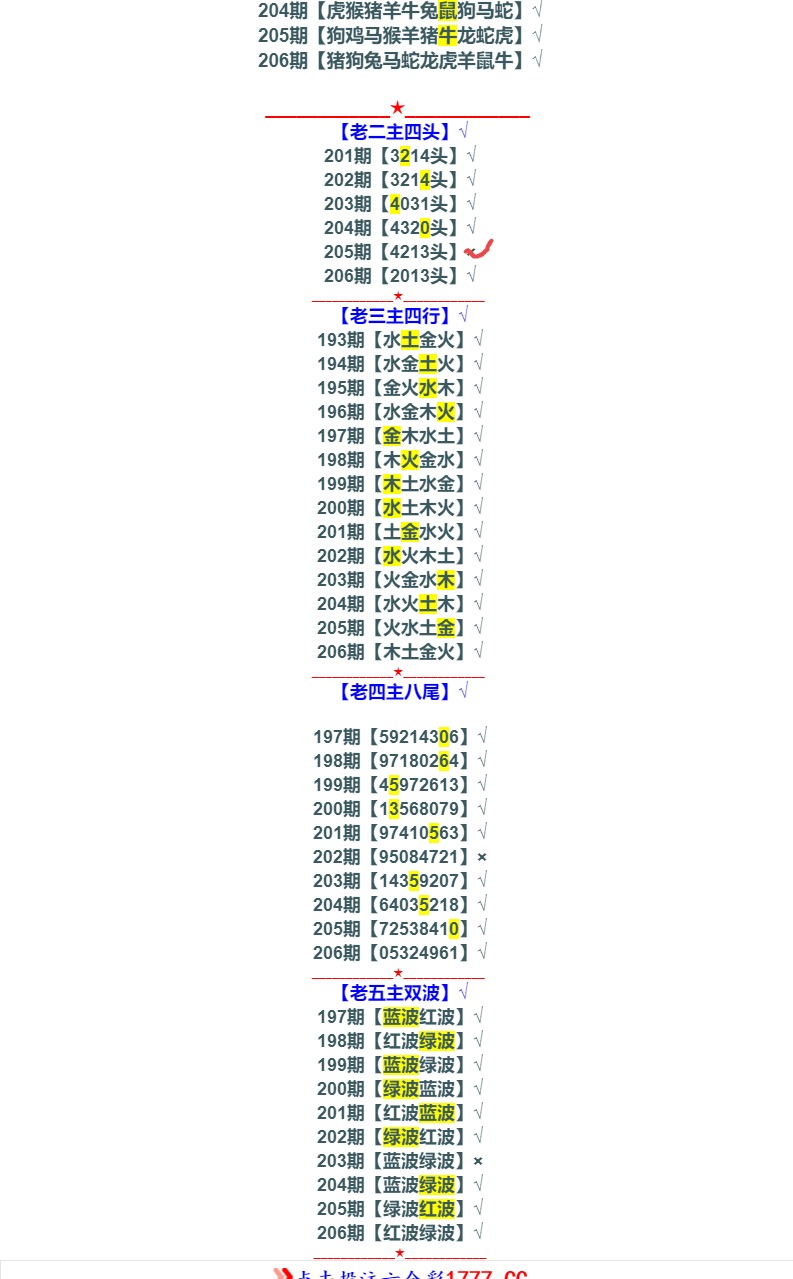 204期【虎猴猪羊牛兔鼠狗马蛇】√
205期【狗鸡马猴羊猪牛龙蛇虎】√
206期【猪狗兔马蛇龙虎羊鼠牛】√
★
【老二主四头】√
201期【3214头】√
202期【3214头】√
203期【4031头】√
204期【4320头】√
205期【4213头】
206期【2013头】√
★
【老三主四行】√
193期【水土金火】√
194期【水金土火】√
195期【金火水木】√
196期【水金木火】√
197期【金木水土】√
198期【木火金水】√
199期【木土水金】√
200期【水土木火】√
201期【土金水火】√
202期【水火木土】√
203期【火金水木】√
204期【水火土木】√
205期【火水土金】√
206期【木土金火】√
★
【老四主八尾】√
197期【59214306】√
198期【97180264】√
199期【45972613】√
200期【13568079】√
201期【97410563】√
202期【95084721】×
203期【14359207】√
204期【64035218】√
205期【72538410】√
206期【05324961】√
★
【老五主双波】√
197期【蓝波红波】√
198期【红波绿波】√
199期【蓝波绿波】√
200期【绿波蓝波】√
201期【红波蓝波】√
202期【绿波红波】√
203期【蓝波绿波】×
204期【蓝波绿波】√
205期【绿波红波】√
206期【红波绿波】√
★
点击投注六合彩1777.CC